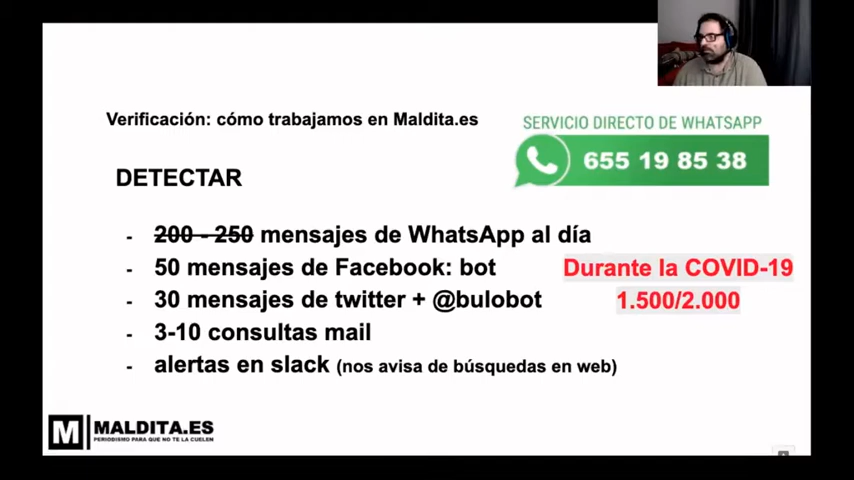 Verificación: cómo trabajamos en Maldita.es
SERVICIO DIRECTO DE WHATSAPP
655 19 85 38
DETECTAR
- 200 - 250 mensajes de WhatsApp al día
- 50 mensajes de Facebook: bot
Durante la COVID-19
- 30 mensajes de twitter + @bulobot
1.500/2.000
- 3-10 consultas mail
- alertas en slack (nos avisa de búsquedas en web)
M MALDITA.ES
PERIODISMO PARA QUE NO TE LA CUELEN